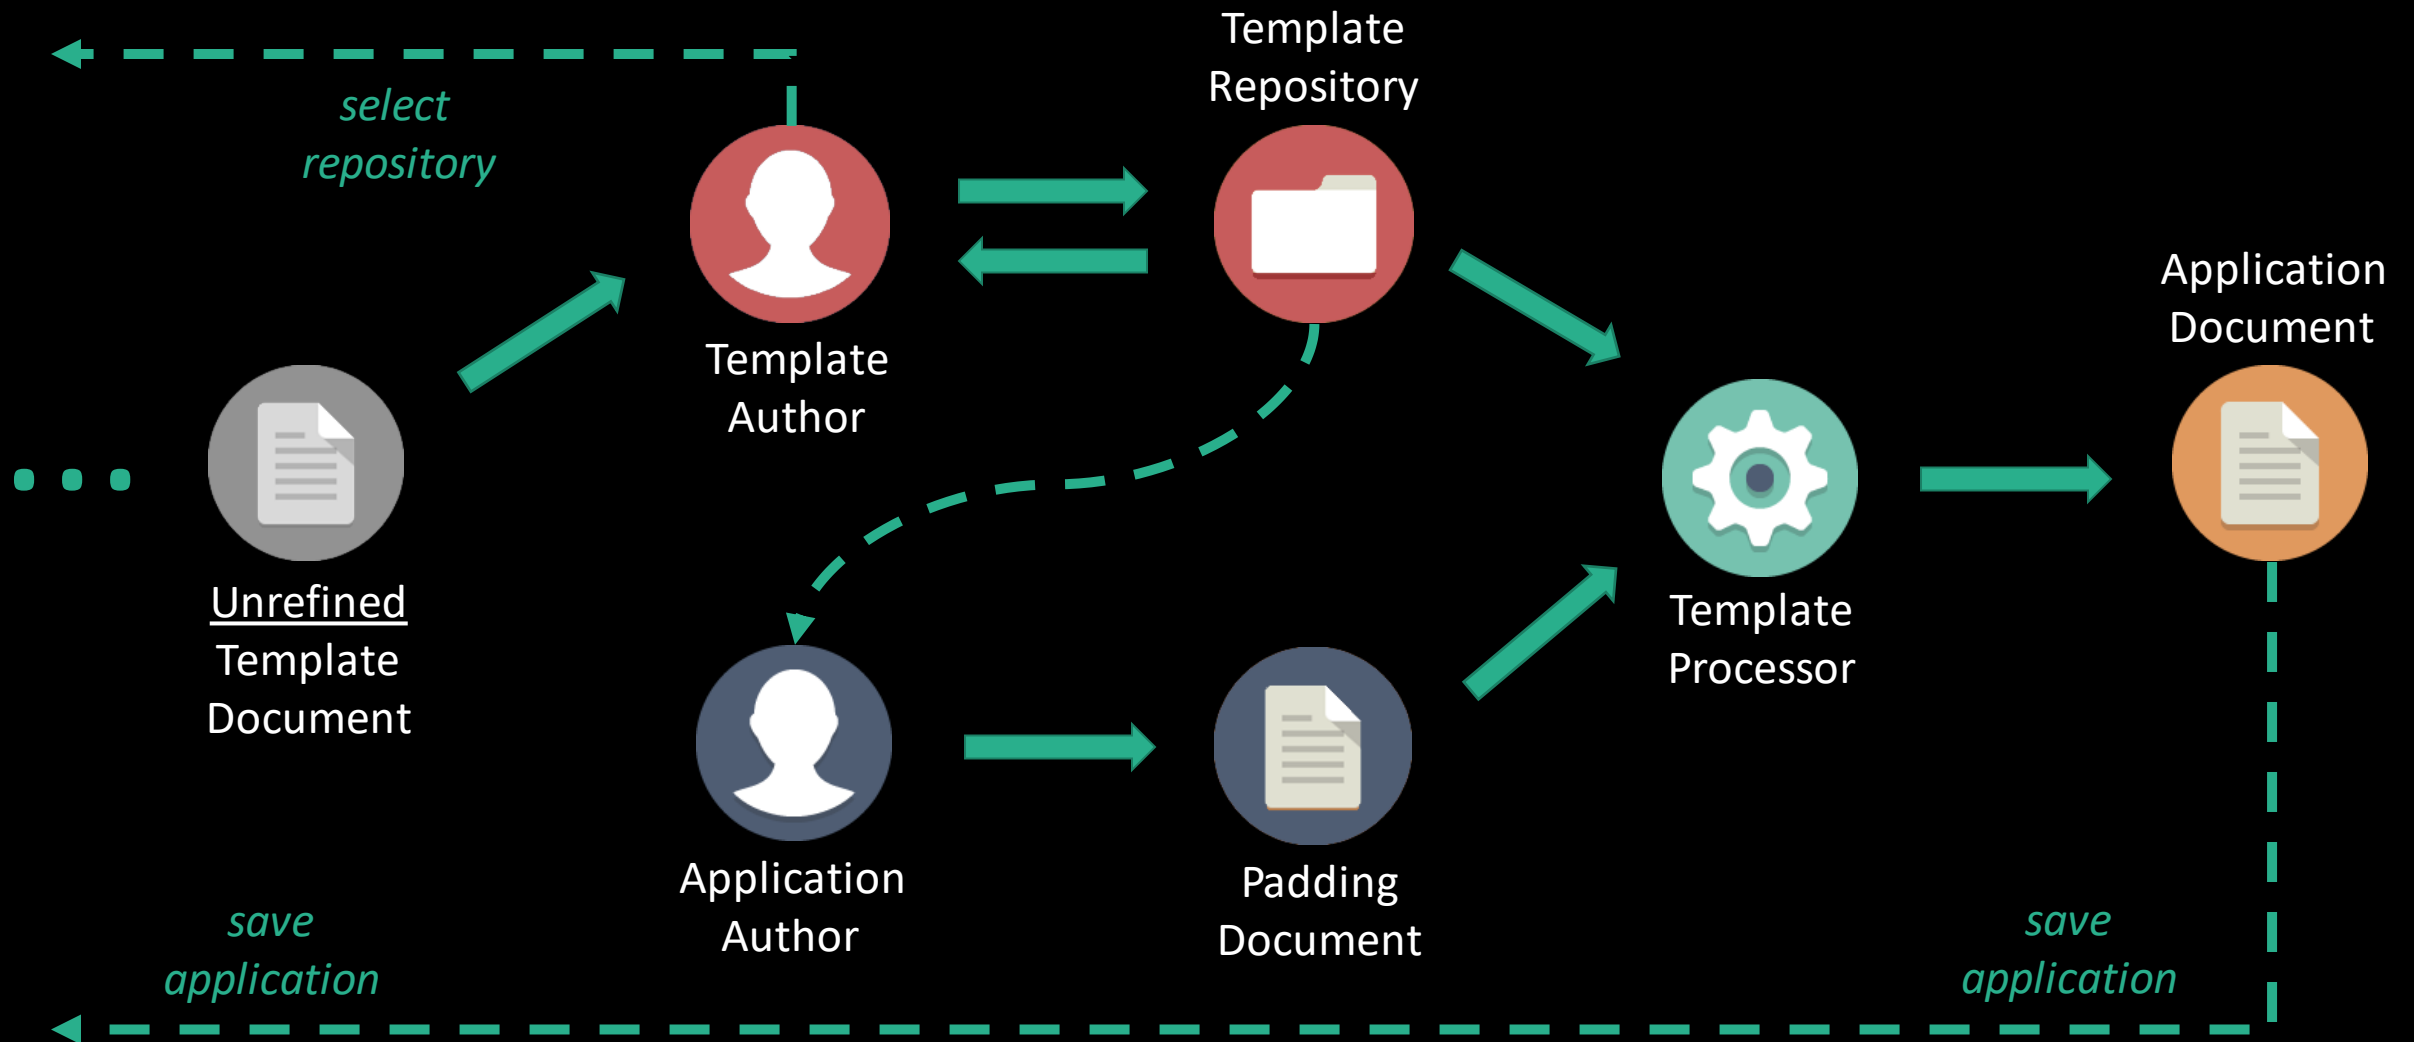 select
repository
Template
Repository
Template
Author
Application
Document
Unrefined
Template
Document
Template
Processor
Application
Author
Padding
Document
save
application
save
application